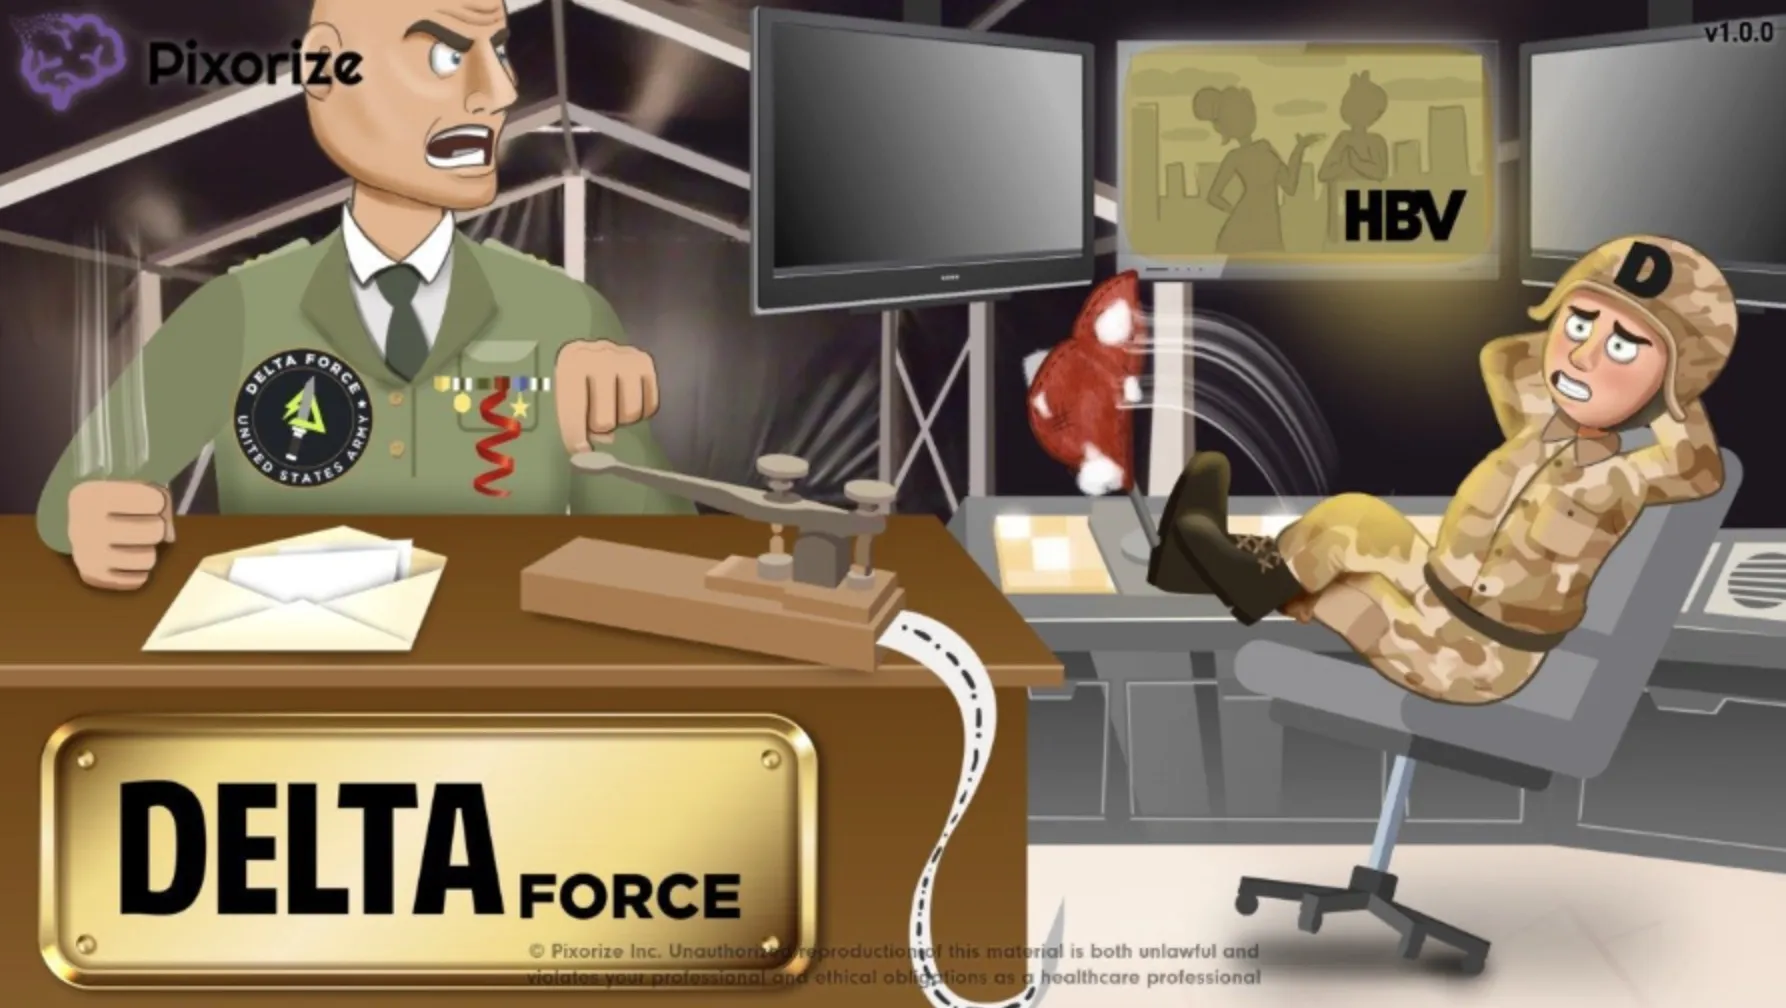 Pixorize
v1.0.0
HBV
D
DELTA FORCE
UNITED STATES ARMY
DELTA FORCE
© Pixorize Inc. Unauthorized reproduction of this material is both unlawful and
violates your professional and ethical obligations as a healthcare professional